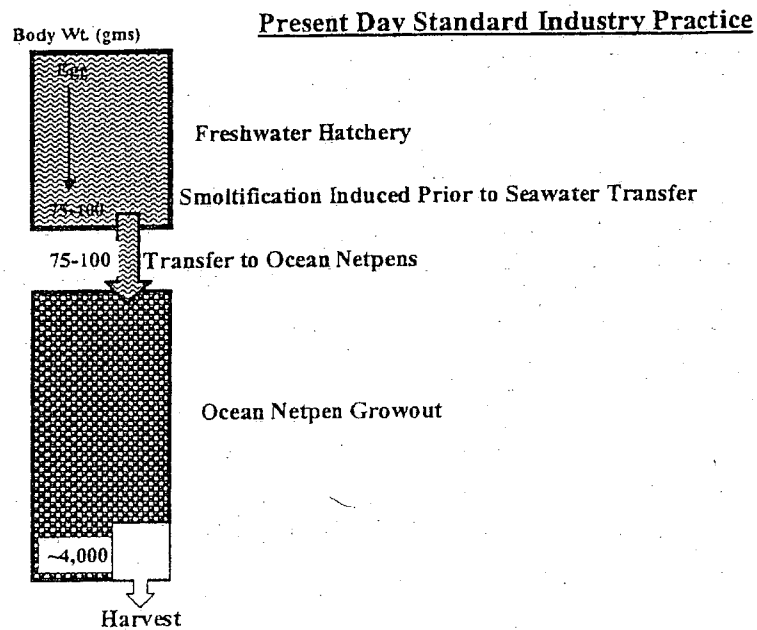 Present Day Standard Industry Practice
Body Wt. (gms)
Egg
Freshwater Hatchery
75-100
Smoltification Induced Prior to Seawater Transfer
75-100
Transfer to Ocean Netpens
Ocean Netpen Growout
~4,000
Harvest